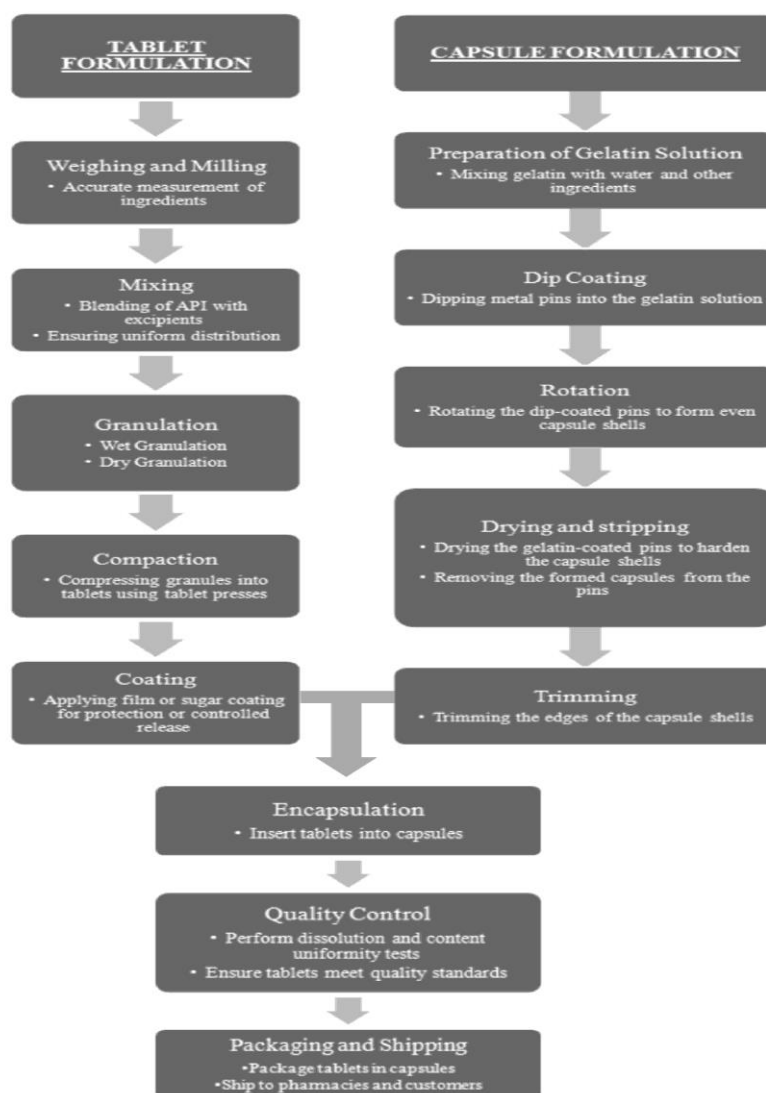 TABLET
FORMULATION
Weighing and Milling
• Accurate measurement of
ingredients
Mixing
• Blending of API with
excipients
• Ensuring uniform distribution
Granulation
• Wet Granulation
• Dry Granulation
Compaction
• Compressing granules into
tablets using tablet presses
Coating
• Applying film or sugar coating
for protection or controlled
release
CAPSULE FORMULATION
Preparation of Gelatin Solution
• Mixing gelatin with water and other
ingredients
Dip Coating
• Dipping metal pins into the gelatin solution
Rotation
• Rotating the dip-coated pins to form even
capsule shells
Drying and stripping
• Drying the gelatin-coated pins to harden
the capsule shells
• Removing the formed capsules from the
pins
Trimming
• Trimming the edges of the capsule shells
Encapsulation
• Insert tablets into capsules
Quality Control
• Perform dissolution and content
uniformity tests
• Ensure tablets meet quality standards
Packaging and Shipping
•Package tablets in capsules
•Ship to pharmacies and customers